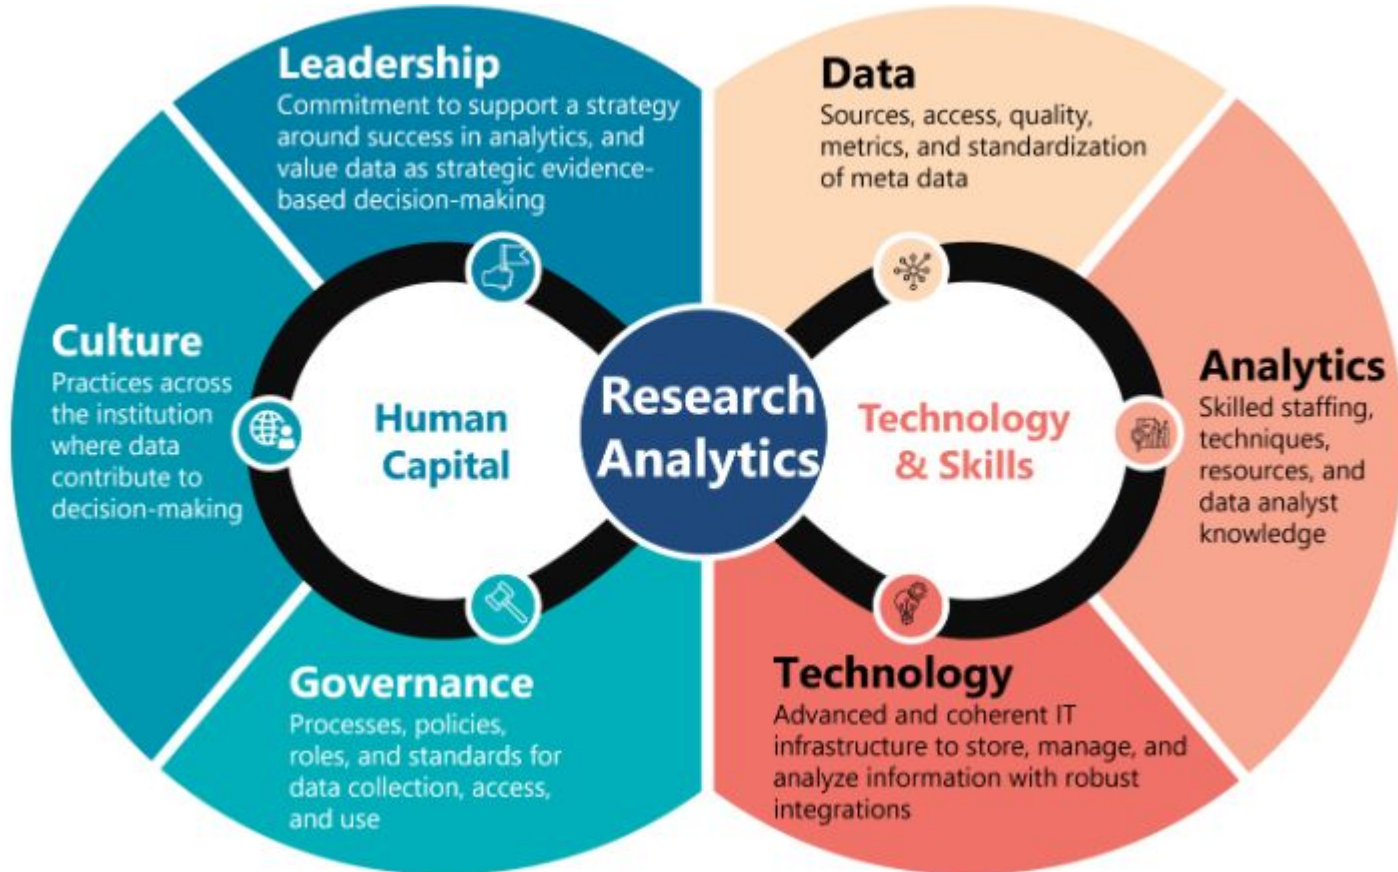 Leadership
Commitment to support a strategy
around success in analytics, and
value data as strategic evidence-
based decision-making
Data
Sources, access, quality,
metrics, and standardization
of meta data
Culture
Practices across
the institution
where data
contribute to
decision-making
Human
Capital
Research
Analytics
Technology
& Skills
Analytics
Skilled staffing,
techniques,
resources, and
data analyst
knowledge
Governance
Processes, policies,
roles, and standards for
data collection, access,
and use
Technology
Advanced and coherent IT
infrastructure to store, manage, and
analyze information with robust
integrations